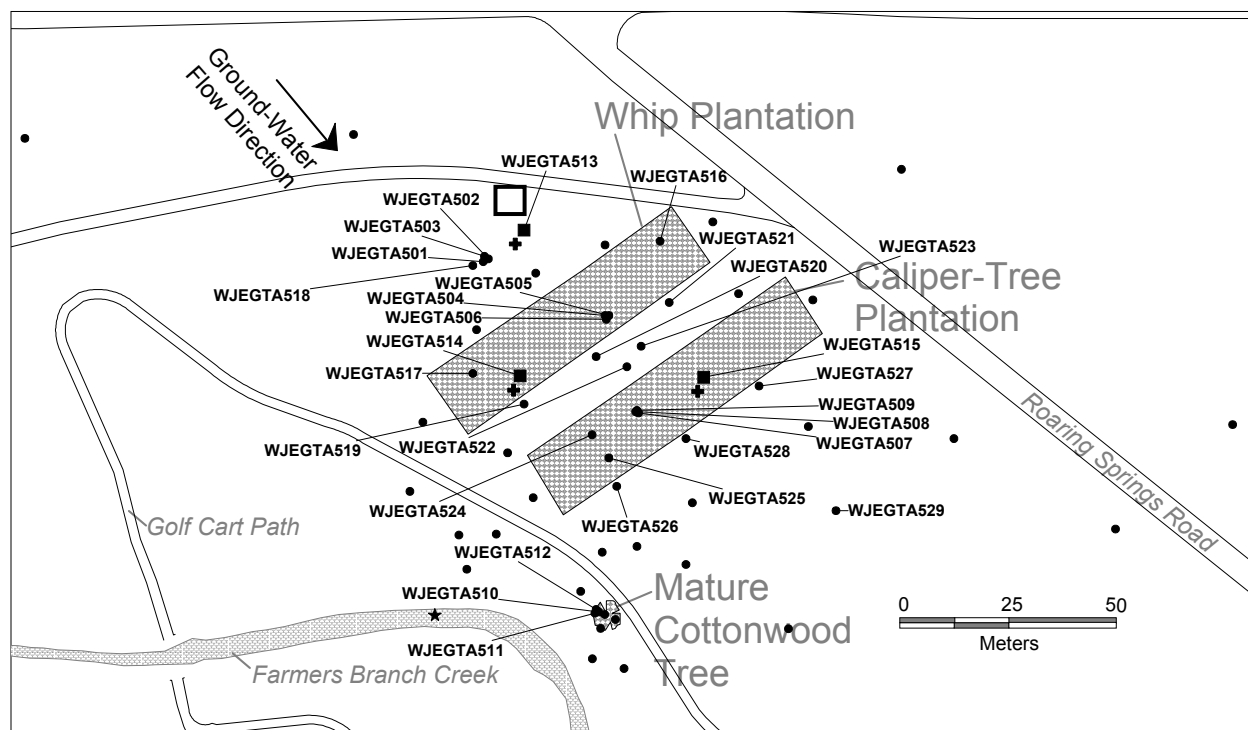 Ground-Water
Flow Direction
Whip Plantation
WJEGTA513
WJEGTA516
WJEGTA502
WJEGTA503
WJEGTA501
WJEGTA518
WJEGTA521
WJEGTA523
WJEGTA520
WJEGTA505
WJEGTA504
WJEGTA506
WJEGTA514
WJEGTA517
Caliper-Tree
Plantation
WJEGTA515
WJEGTA527
WJEGTA509
WJEGTA508
WJEGTA507
WJEGTA519
WJEGTA522
WJEGTA528
WJEGTA524
WJEGTA525
WJEGTA526
WJEGTA529
Roaring Springs Road
Golf Cart Path
WJEGTA512
WJEGTA510
WJEGTA511
Mature
Cottonwood
Tree
Farmers Branch Creek
0 25 50
Meters